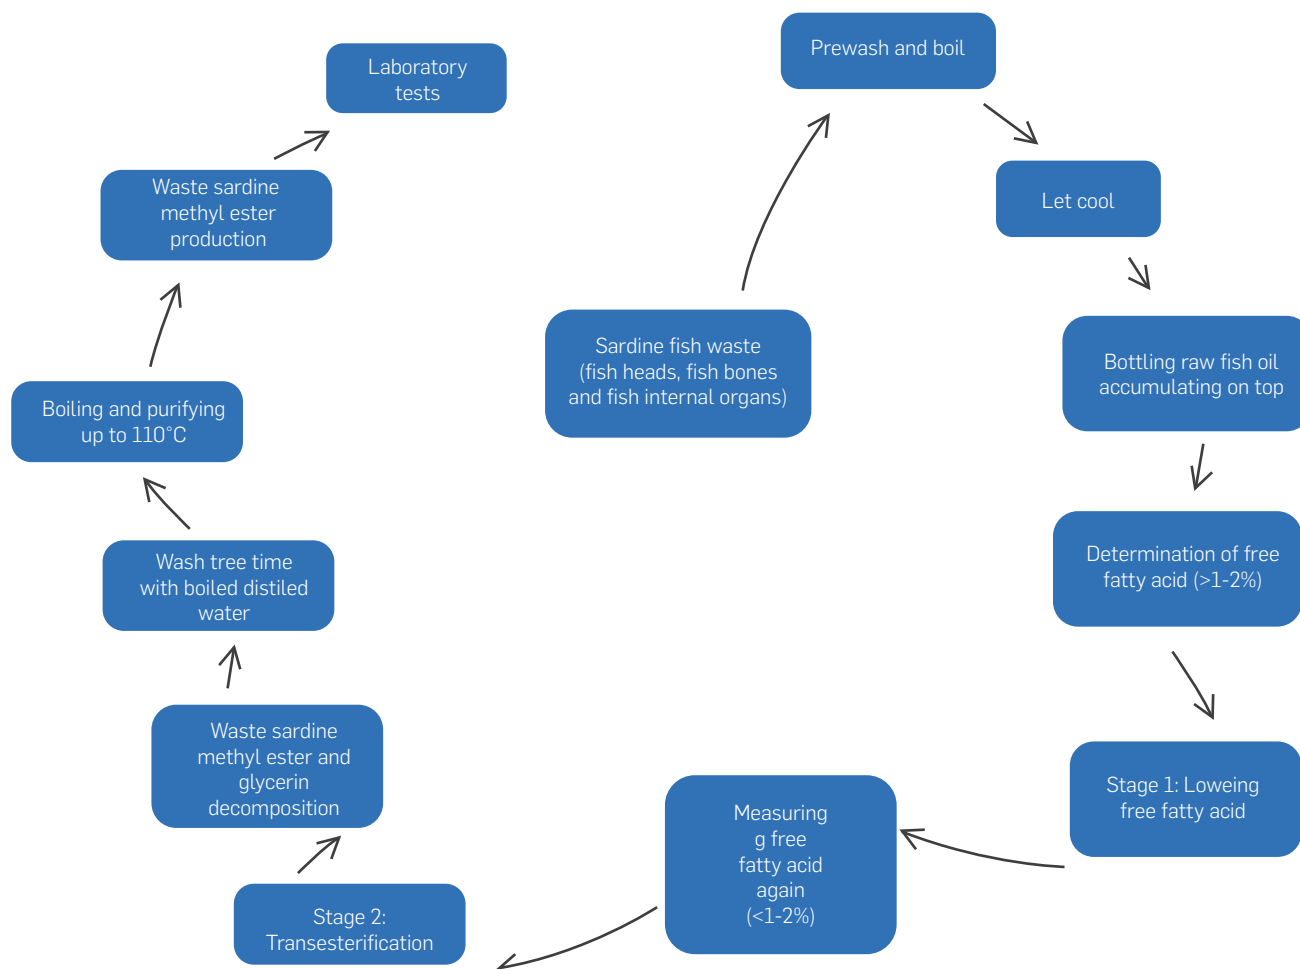 Sardine fish waste
(fish heads, fish bones
and fish internal organs)
Prewash and boil
Let cool
Bottling raw fish oil
accumulating on top
Determination of free
fatty acid (>1-2%)
Stage 1: Loweing
free fatty acid
Measuring
g free
fatty acid
again
(<1-2%)
Stage 2:
Transesterification
Waste sardine
methyl ester and
glycerin
decomposition
Wash tree time
with boiled distiled
water
Boiling and purifying
up to 110°C
Waste sardine
methyl ester
production
Laboratory
tests